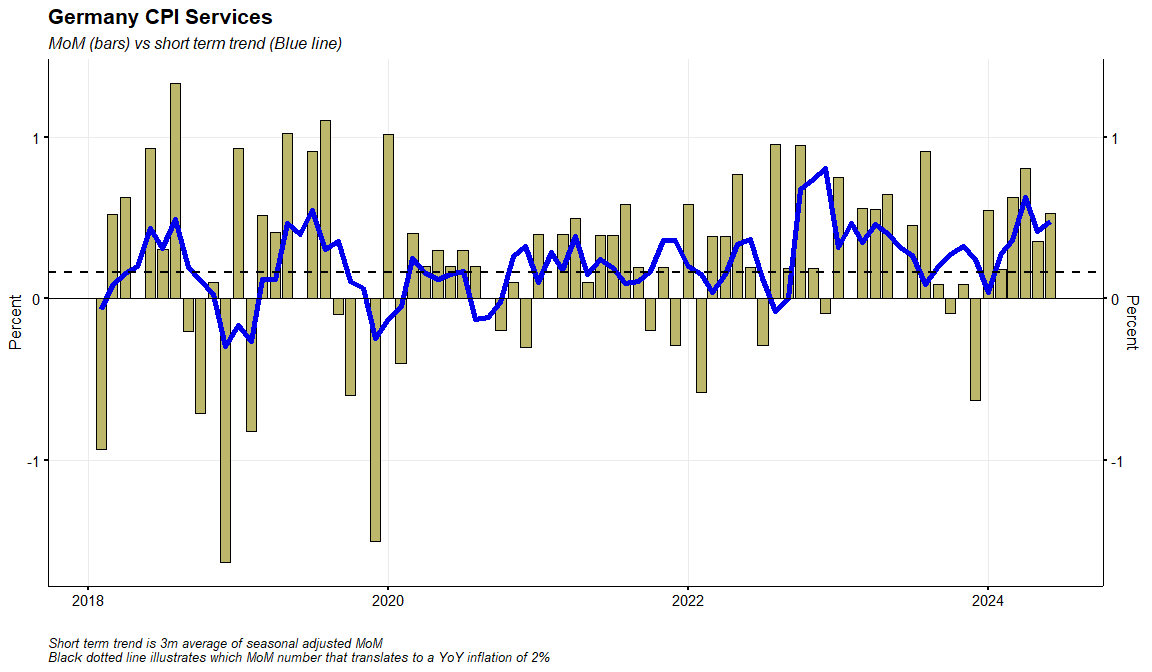 Germany CPI Services
MoM (bars) vs short term trend (Blue line)
1
0
-1
Percent
1
0
-1
Percent
2018
2020
2022
2024
Short term trend is 3m average of seasonal adjusted MoM
Black dotted line illustrates which MoM number that translates to a YoY inflation of 2%